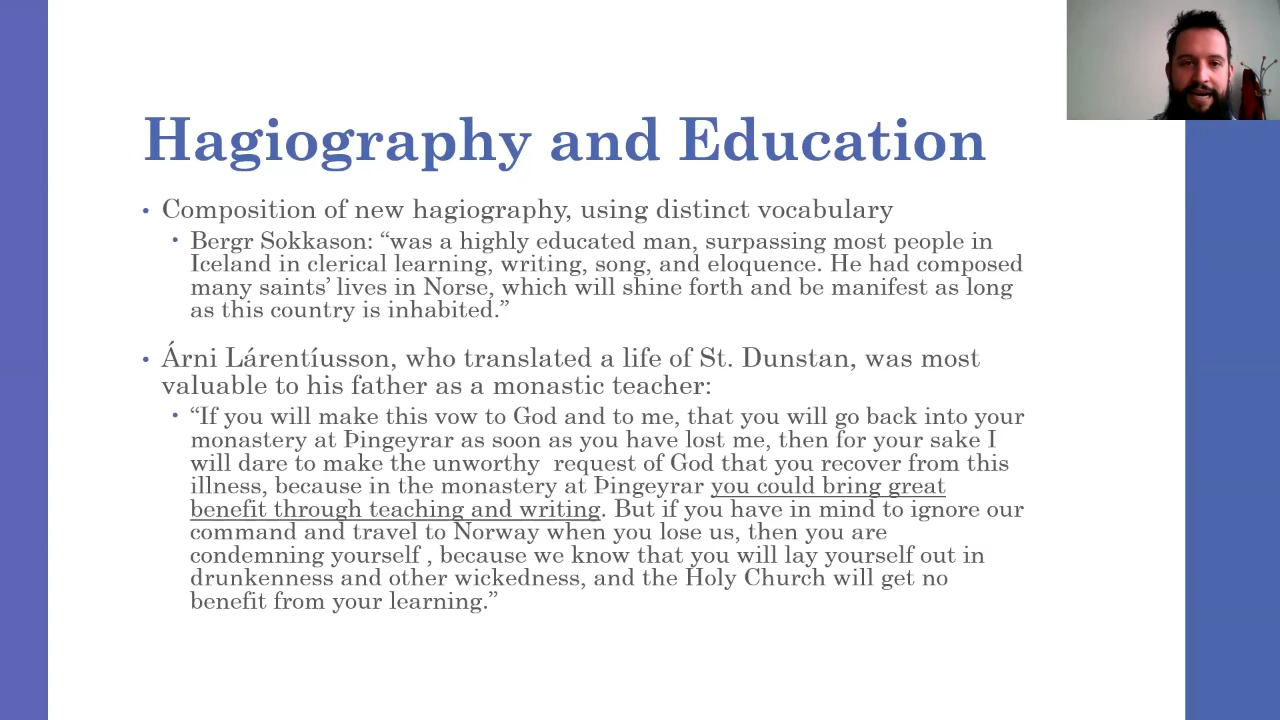 Hagiography and Education
• Composition of new hagiography, using distinct vocabulary
• Bergr Sokkason: “was a highly educated man, surpassing most people in
Iceland in clerical learning, writing, song, and eloquence. He had composed
many saints’ lives in Norse, which will shine forth and be manifest as long
as this country is inhabited.”
• Árni Lárentíusson, who translated a life of St. Dunstan, was most
valuable to his father as a monastic teacher:
• “If you will make this vow to God and to me, that you will go back into your
monastery at Þingeyrar as soon as you have lost me, then for your sake I
will dare to make the unworthy  request of God that you recover from this
illness, because in the monastery at Þingeyrar you could bring great
benefit through teaching and writing. But if you have in mind to ignore our
command and travel to Norway when you lose us, then you are
condemning yourself , because we know that you will lay yourself out in
drunkenness and other wickedness, and the Holy Church will get no
benefit from your learning.”